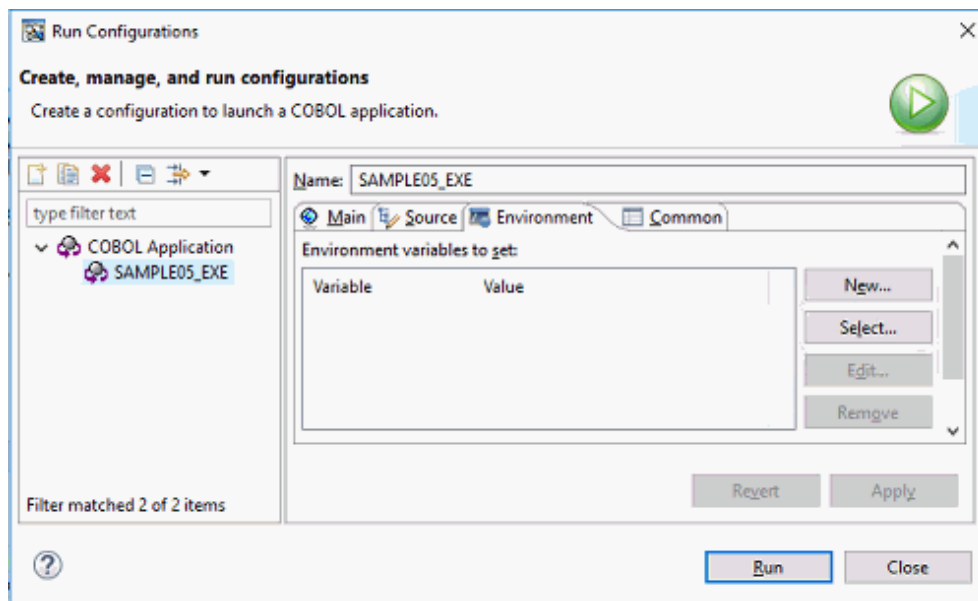 Run Configurations
Create, manage, and run configurations
Create a configuration to launch a COBOL application.
type filter text
COBOL Application
SAMPLE05_EXE
Filter matched 2 of 2 items
Name: SAMPLE05_EXE
Main Source Environment Common
Environment variables to set:
Variable Value
New...
Select...
Edit...
Remove
Revert Apply
? Run Close